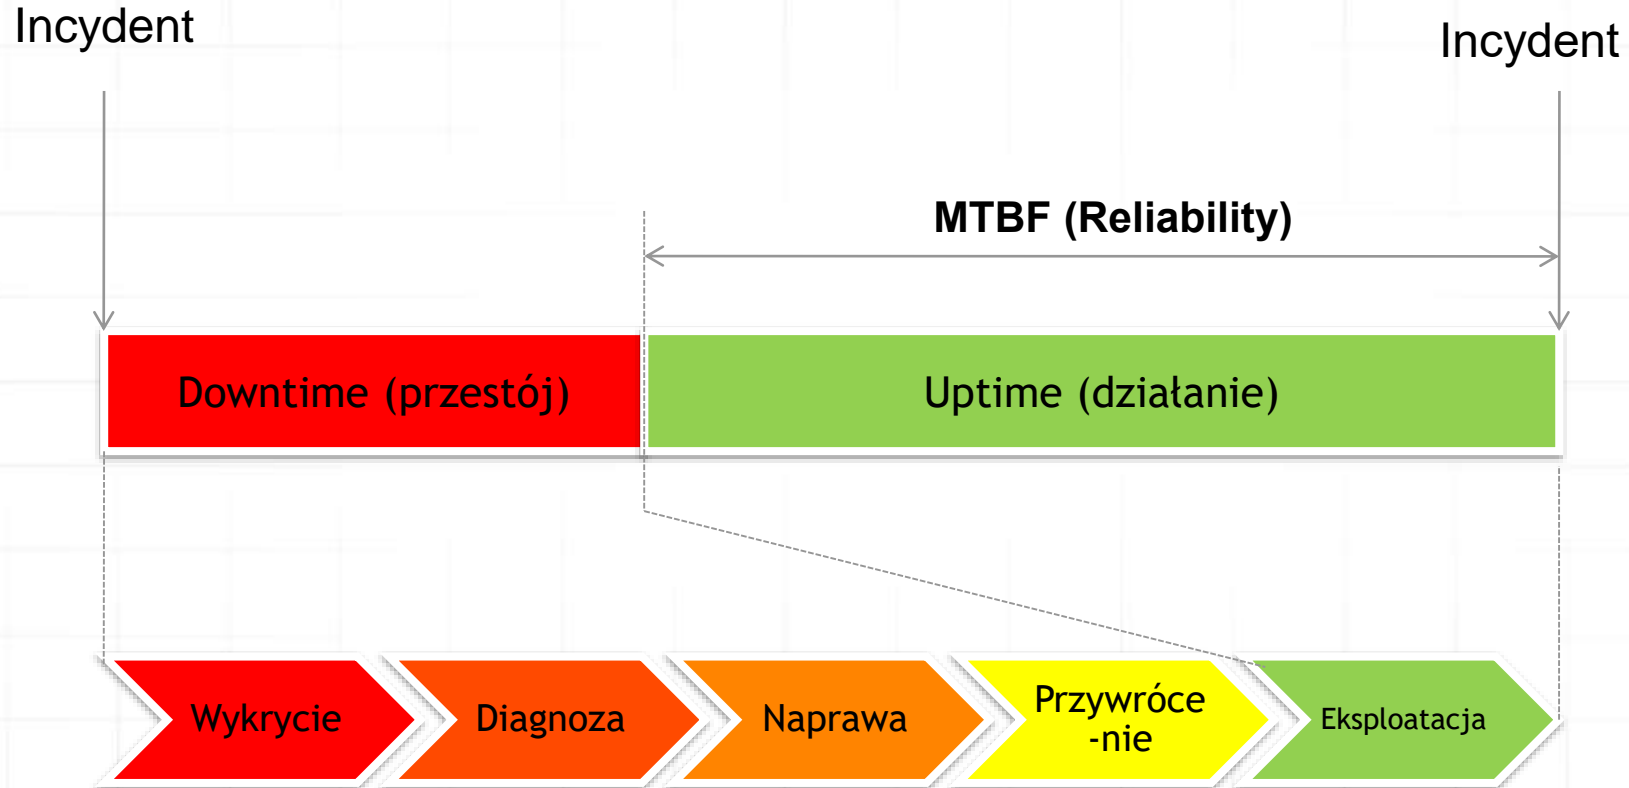 Incydent
Incydent
MTBF (Reliability)
Downtime (przestój)
Uptime (działanie)
Wykrycie
Diagnoza
Naprawa
Przywróce
-nie
Eksploatacja